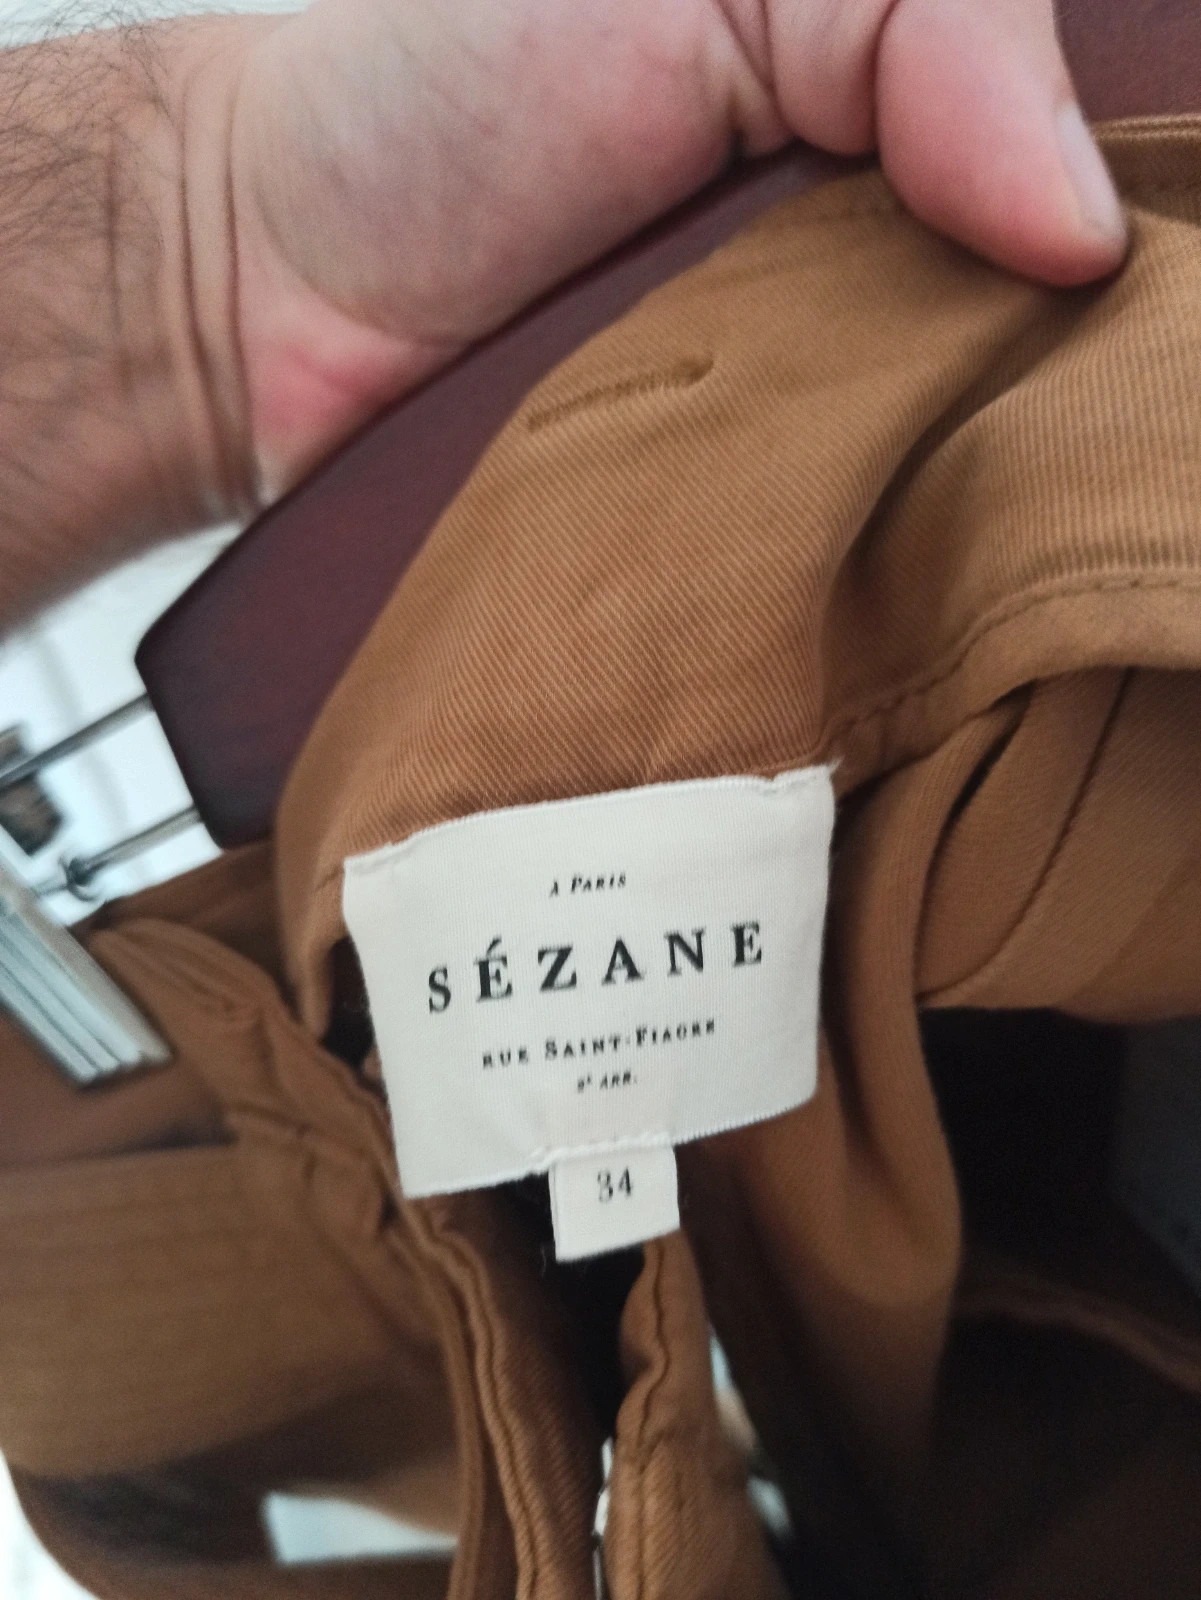 À PARIS
SÉZANE
RUE SAINT-FIACRE
2E ARR.
34